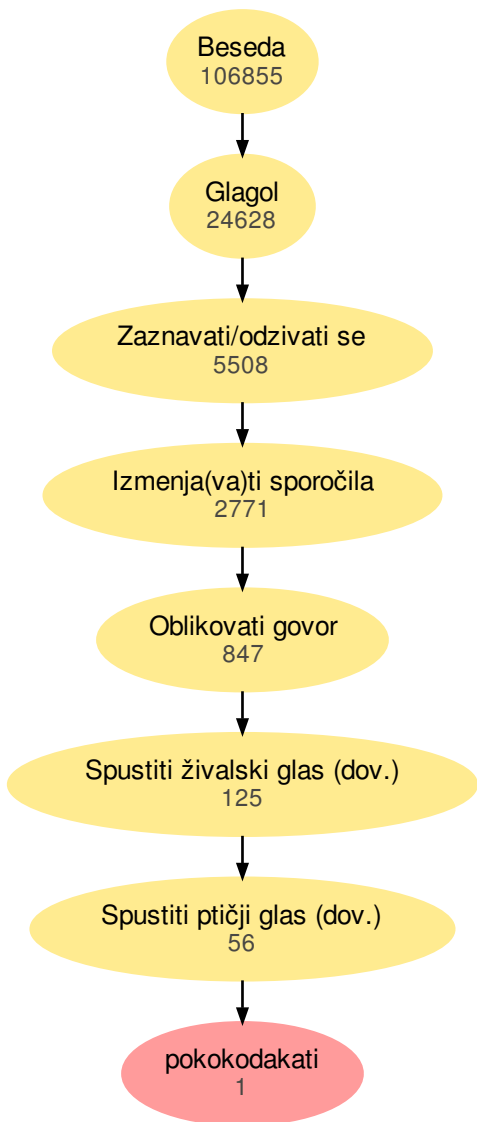 Beseda
106855
Glagol
24628
Zaznavati/odzivati se
5508
Izmenja(va)ti sporočila
2771
Oblikovati govor
847
Spustiti živalski glas (dov.)
125
Spustiti ptičji glas (dov.)
56
pokokodakati
1